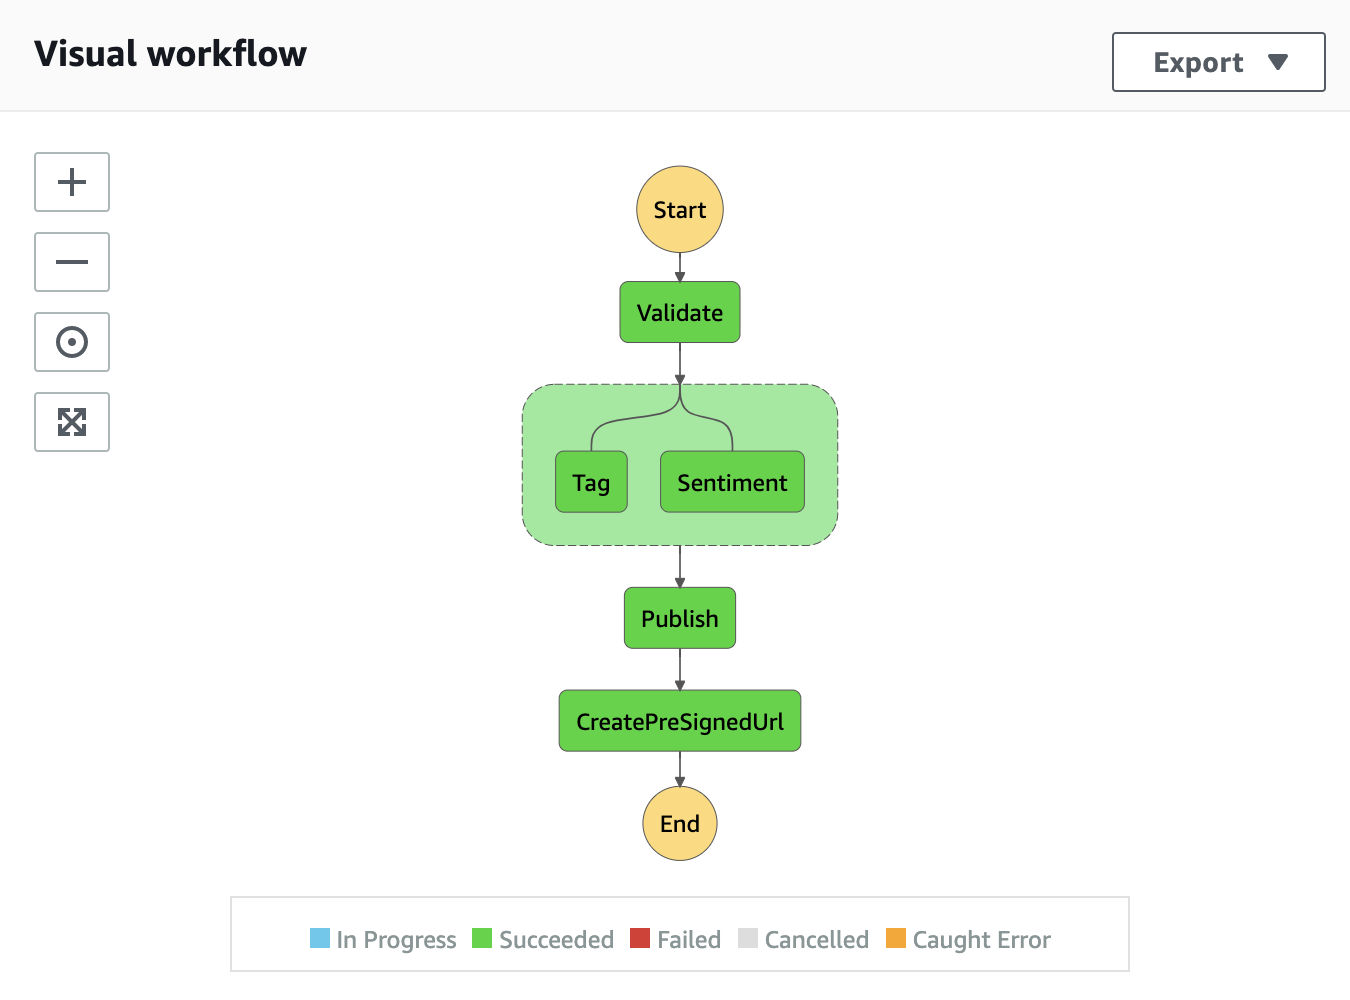 Visual workflow
Export
Start
Validate
Tag
Sentiment
Publish
CreatePreSignedUrl
End
In Progress Succeeded Failed Cancelled Caught Error